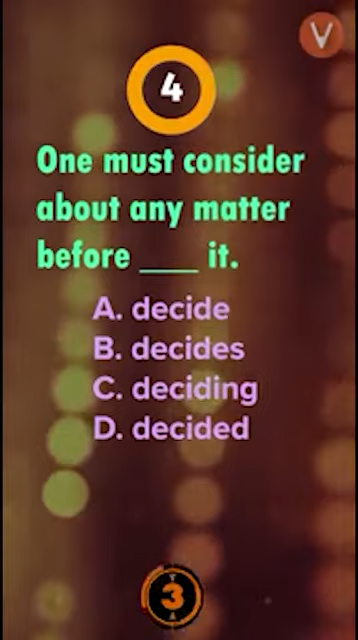 V
4
One must consider
about any matter
before ____ it.
A. decide
B. decides
C. deciding
D. decided
3